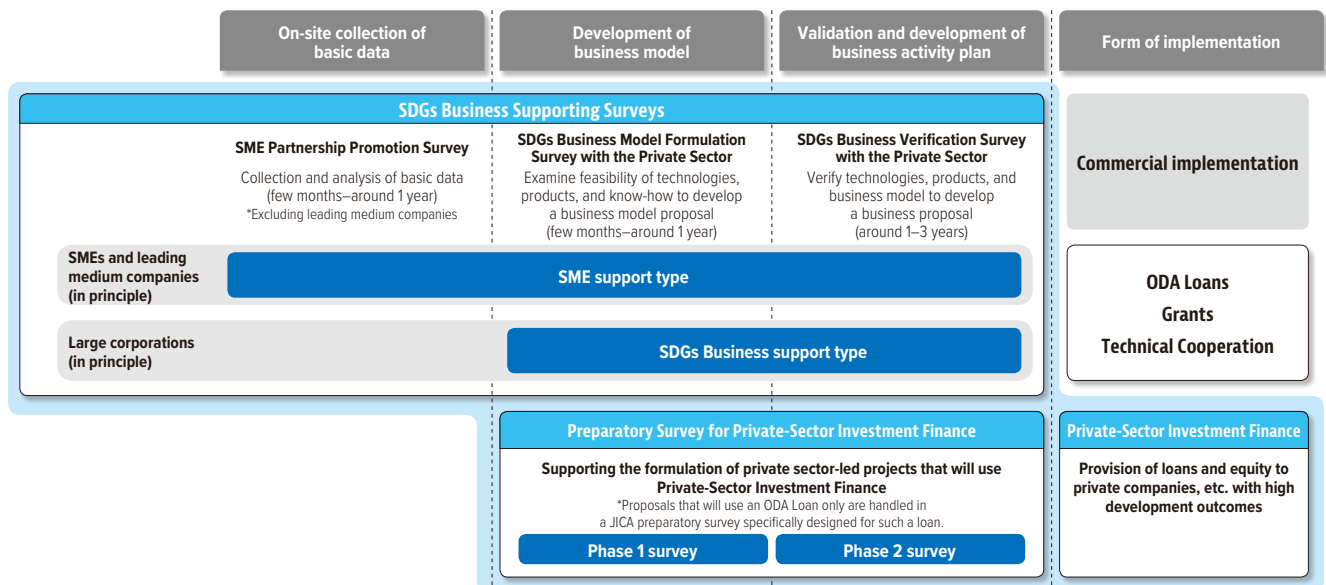 On-site collection of
basic data
Development of
business model
Validation and development of
business activity plan
Form of implementation
SDGs Business Supporting Surveys
SME Partnership Promotion Survey
Collection and analysis of basic data
(few months–around 1 year)
*Excluding leading medium companies
SDGs Business Model Formulation
Survey with the Private Sector
Examine feasibility of technologies,
products, and know-how to develop
a business model proposal
(few months–around 1 year)
SDGs Business Verification Survey
with the Private Sector
Verify technologies, products, and
business model to develop
a business proposal
(around 1–3 years)
Commercial implementation
SMEs and leading
medium companies
(in principle)
SME support type
Large corporations
(in principle)
SDGs Business support type
ODA Loans
Grants
Technical Cooperation
Preparatory Survey for Private-Sector Investment Finance
Supporting the formulation of private sector-led projects that will use
Private-Sector Investment Finance
*Proposals that will use an ODA Loan only are handled in
a JICA preparatory survey specifically designed for such a loan.
Phase 1 survey
Phase 2 survey
Private-Sector Investment Finance
Provision of loans and equity to
private companies, etc. with high
development outcomes